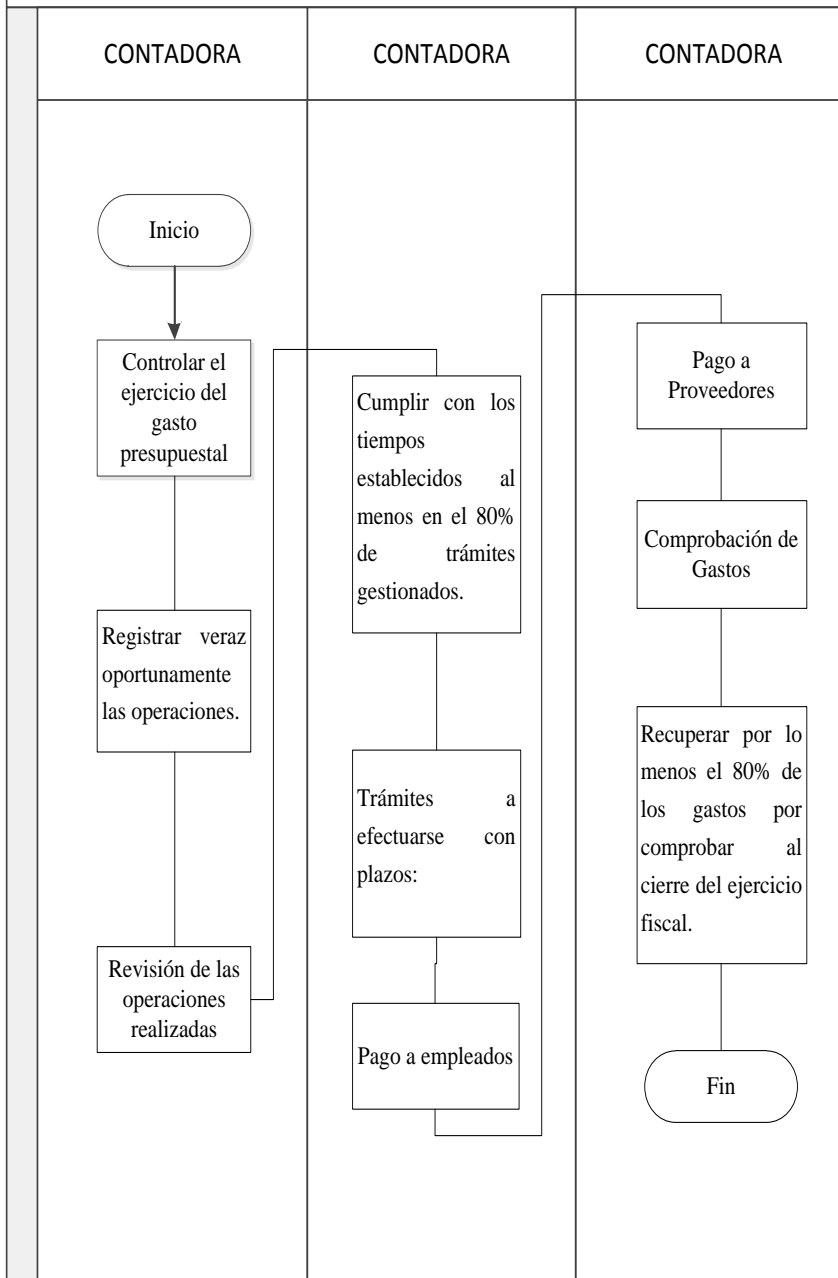 CONTADORA
CONTADORA
CONTADORA
Inicio
Controlar el
ejercicio del
gasto
presupuestal
Registrar veraz
oportunamente
las operaciones.
Revisión de las
operaciones
realizadas
Cumplir con los
tiempos
establecidos al
menos en el 80%
de trámites
gestionados.
Trámites a
efectuarse con
plazos:
Pago a empleados
Pago a
Proveedores
Comprobación de
Gastos
Recuperar por lo
menos el 80% de
los gastos por
comprobar al
cierre del ejercicio
fiscal.
Fin